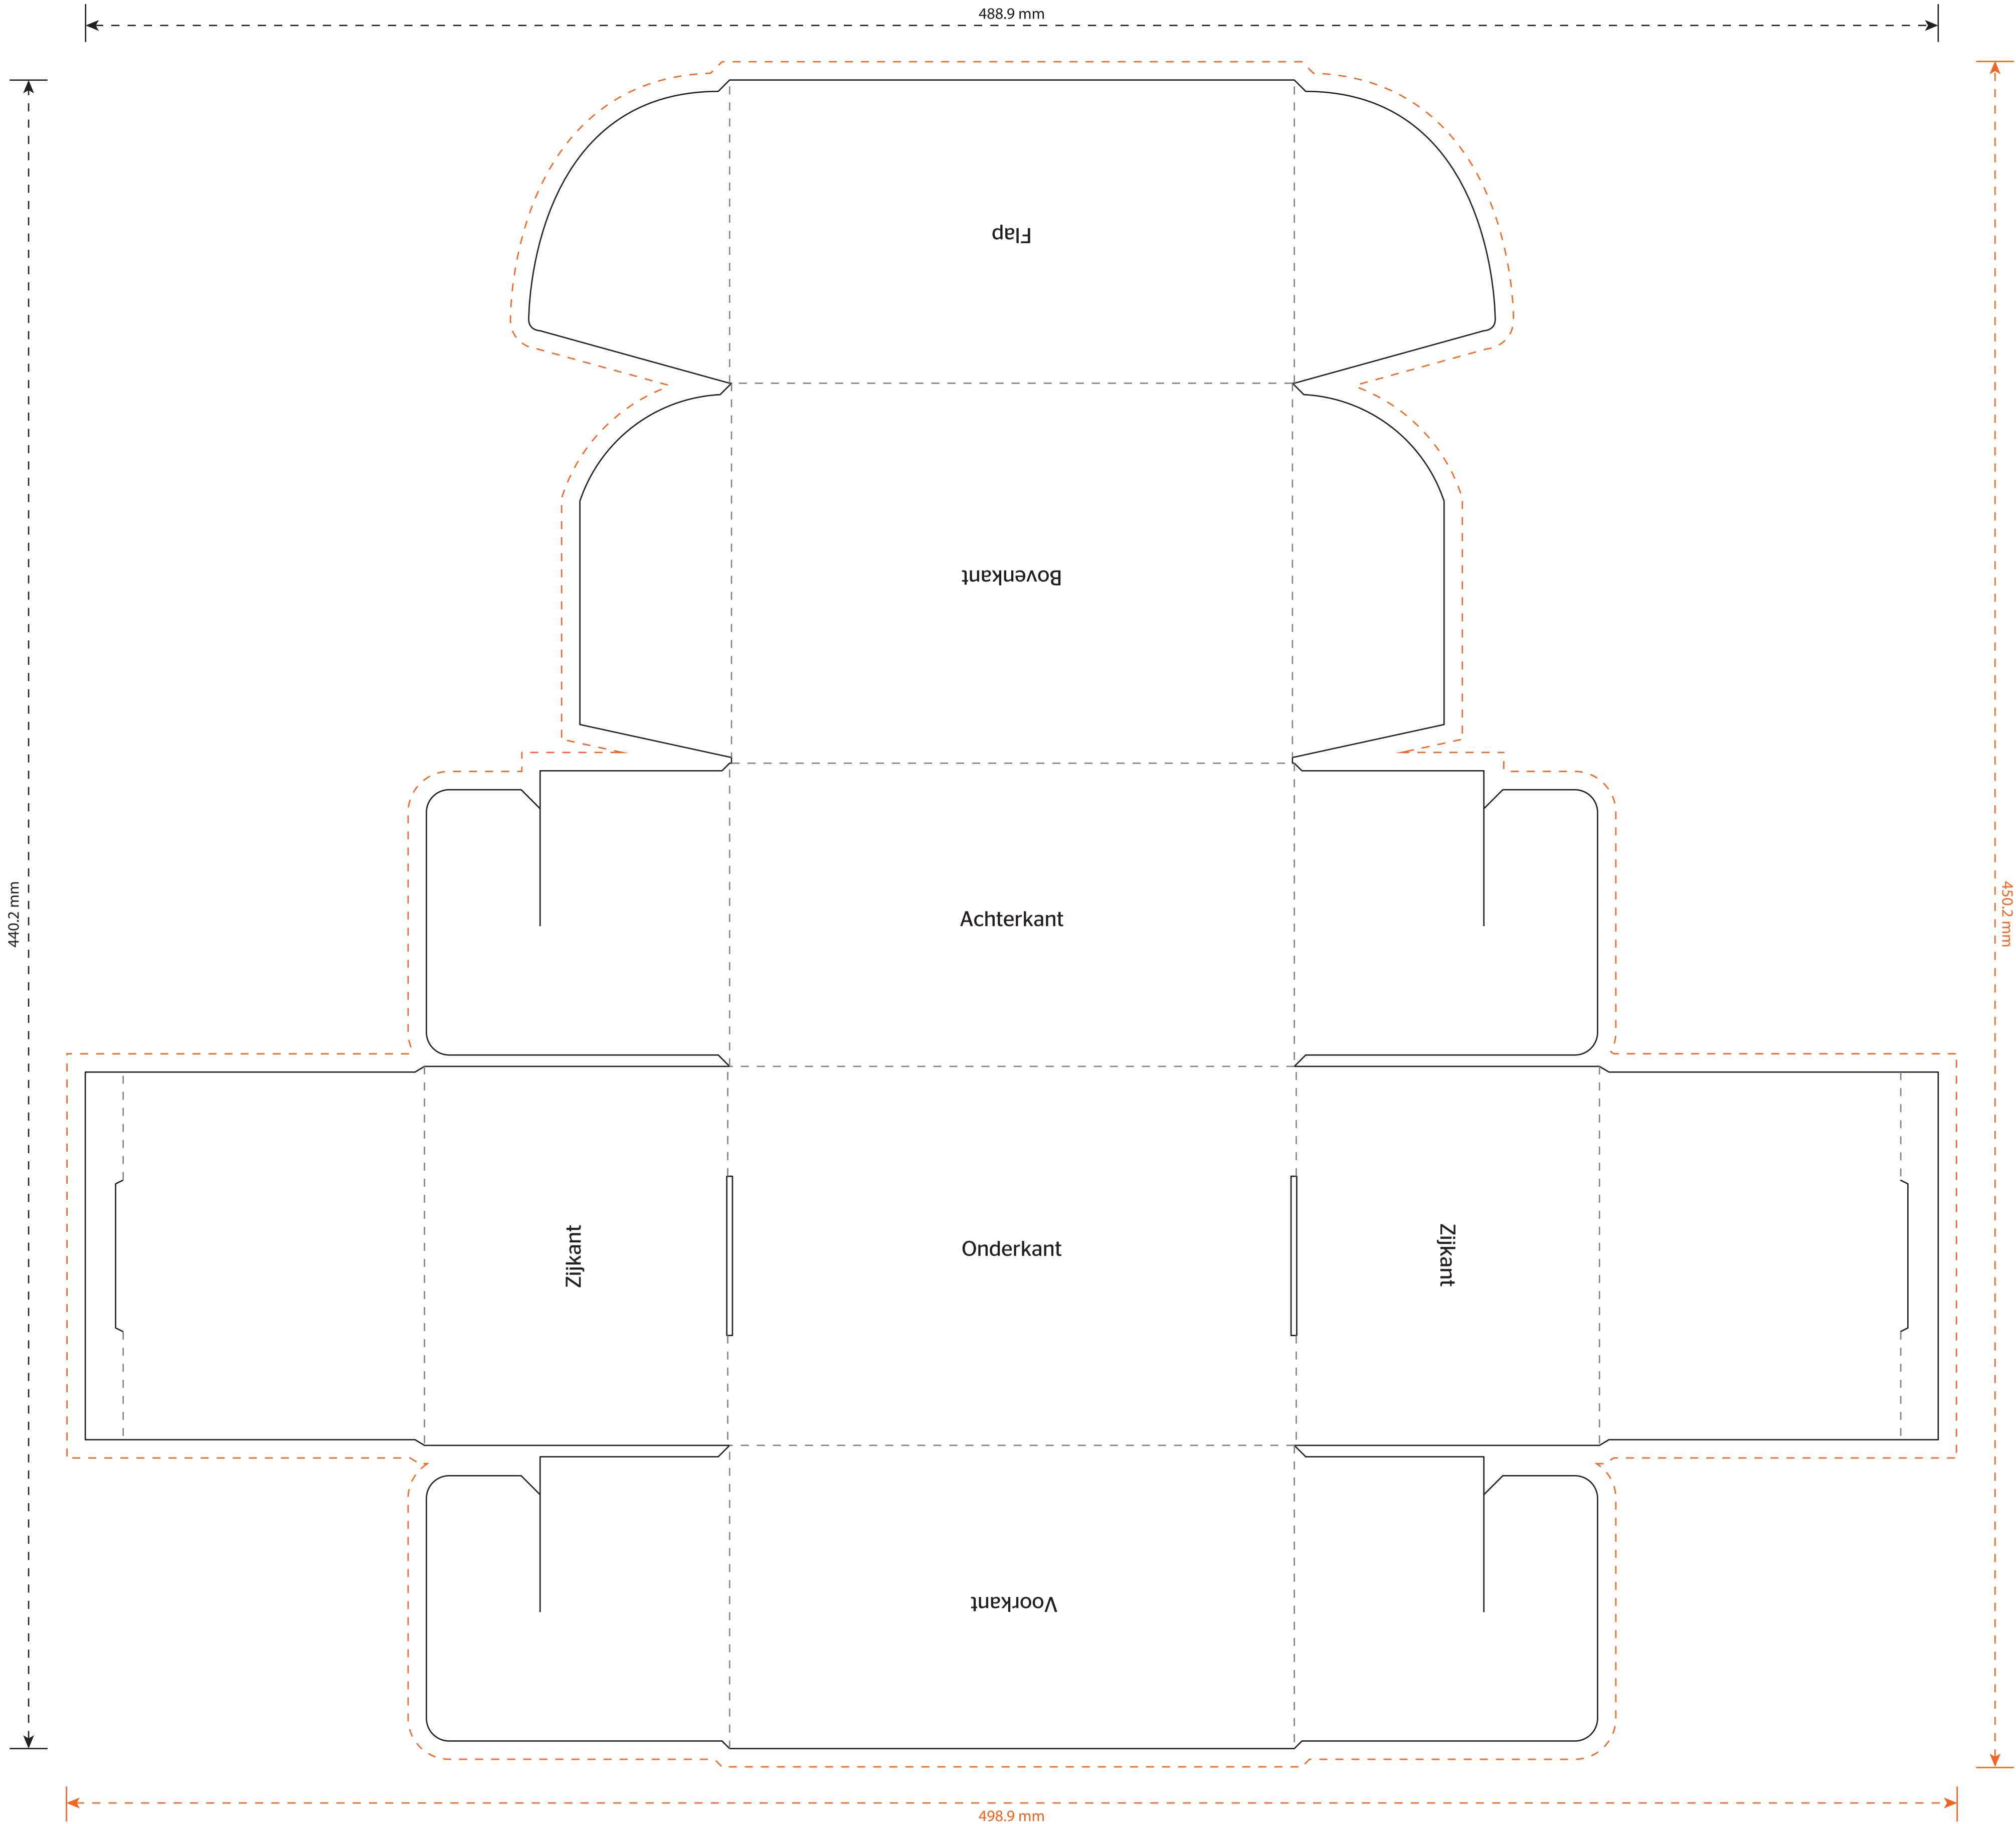 488.9 mm
Flap
Bovenkant
440.2 mm
Achterkant
450.2 mm
Zijkant
Onderkant
Zijkant
Voorkant
498.9 mm